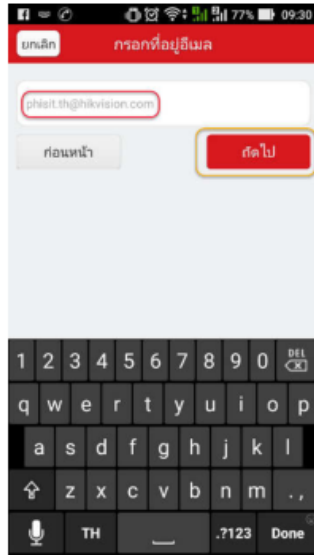 77% 09:30
ยกเลิก กรอกที่อยู่อีเมล
phisit.th@hikvision.com
ก่อนหน้า ถัดไป
1 2 3 4 5 6 7 8 9 0 DEL
q w e r t y u i o p
a s d f g h j k l
z x c v b n m . ,
TH .?123 Done